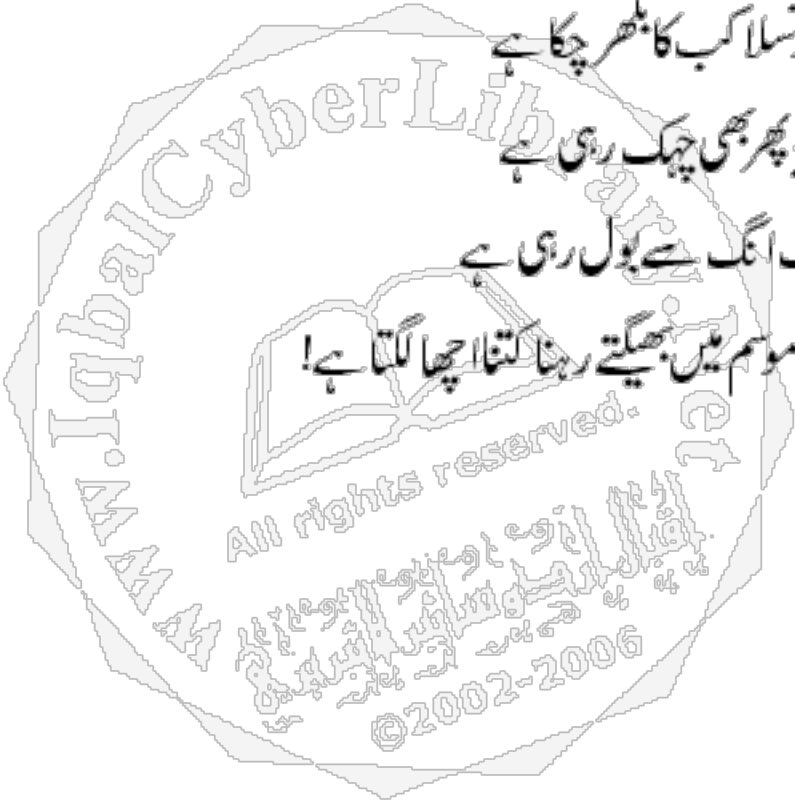 کب کا بکھر چکا ہے
پھر بھی چہک رہی ہے
انگ سے بول رہی ہے
موسم میں بھیگتے رہنا کتنا اچھا لگتا ہے!
www.IqbalCyberLibrary.net
All rights reserved.
©2002-2006